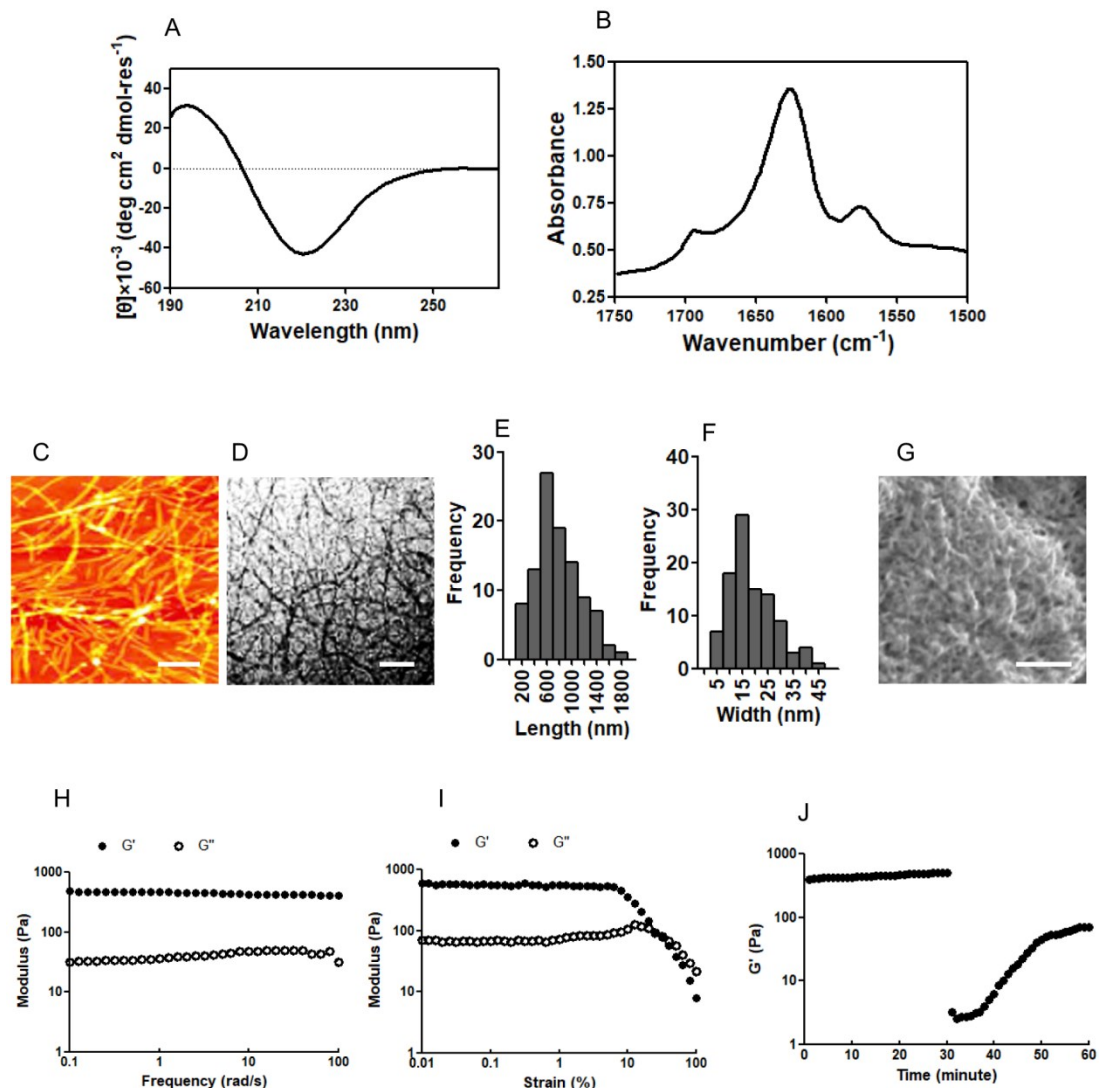 A
[θ]×10⁻³ (deg cm² dmol-res⁻¹)
40
20
0
-20
-40
-60
190
210
230
250
Wavelength (nm)
B
Absorbance
1.50
1.25
1.00
0.75
0.50
0.25
1750
1700
1650
1600
1550
1500
Wavenumber (cm⁻¹)
C
D
E
Frequency
30
20
10
0
200
600
1000
1400
1800
Length (nm)
F
Frequency
40
30
20
10
0
5
15
25
35
45
Width (nm)
G
H
G'
G"
Modulus (Pa)
1000
100
10
1
0.1
1
10
100
Frequency (rad/s)
I
G'
G"
Modulus (Pa)
1000
100
10
1
0.01
0.1
1
10
100
Strain (%)
J
G' (Pa)
1000
100
10
1
0
10
20
30
40
50
60
Time (minute)